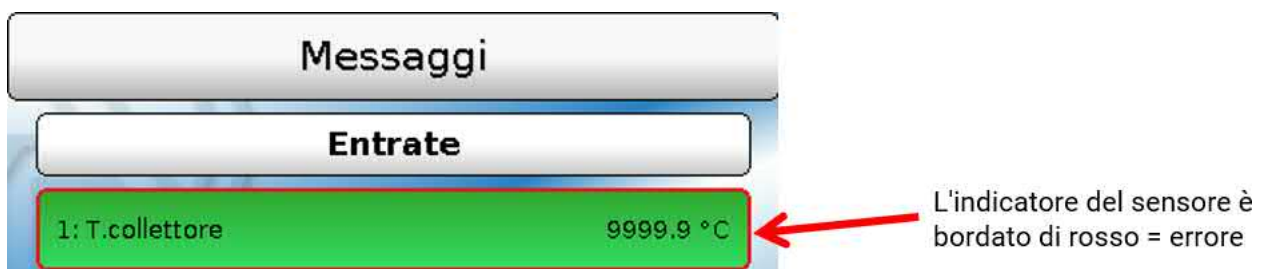 Messaggi
Entrate
1: T.collettore 9999.9 °C
L'indicatore del sensore è
bordato di rosso = errore